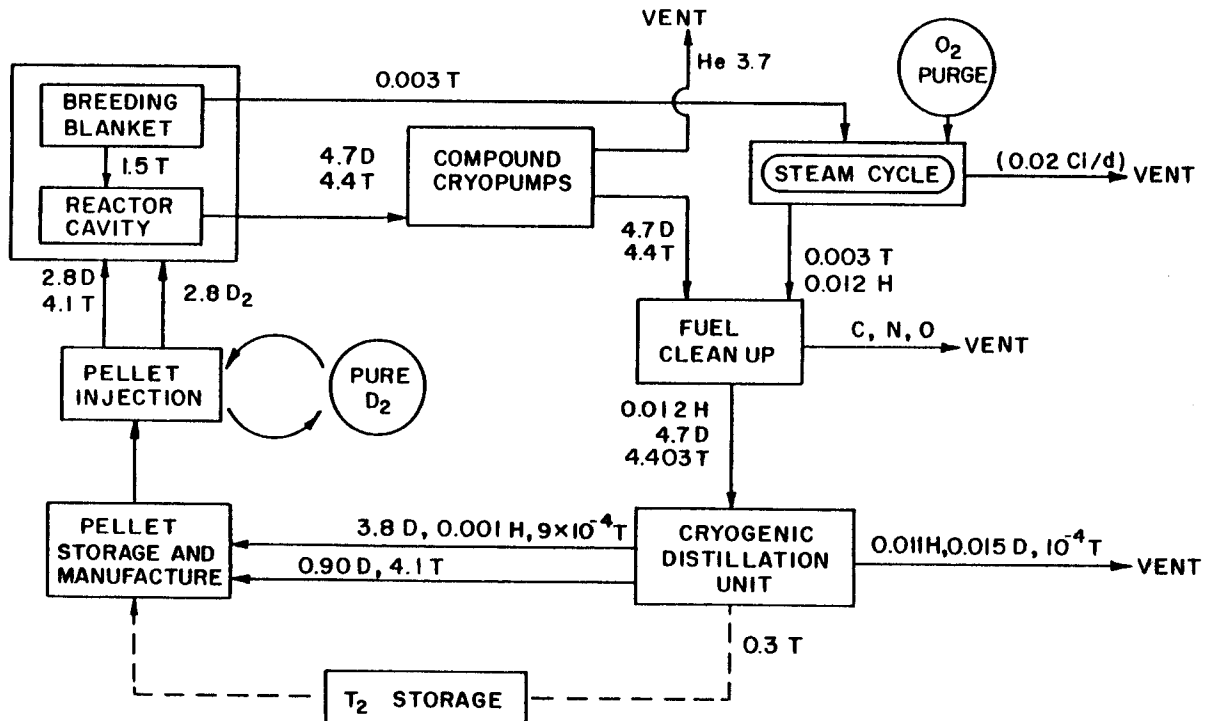 VENT
He 3.7
O₂
PURGE
0.003 T
BREEDING
BLANKET
1.5 T
REACTOR
CAVITY
4.7 D
4.4 T
COMPOUND
CRYOPUMPS
STEAM CYCLE
(0.02 Ci/d)
VENT
4.7 D
4.4 T
0.003 T
0.012 H
2.8 D
4.1 T
2.8 D₂
FUEL
CLEAN UP
C, N, O
VENT
PELLET
INJECTION
PURE
D₂
0.012 H
4.7 D
4.403 T
PELLET
STORAGE AND
MANUFACTURE
3.8 D, 0.001 H, 9×10⁻⁴ T
0.90 D, 4.1 T
CRYOGENIC
DISTILLATION
UNIT
0.011H, 0.015 D, 10⁻⁴ T
VENT
0.3 T
T₂ STORAGE